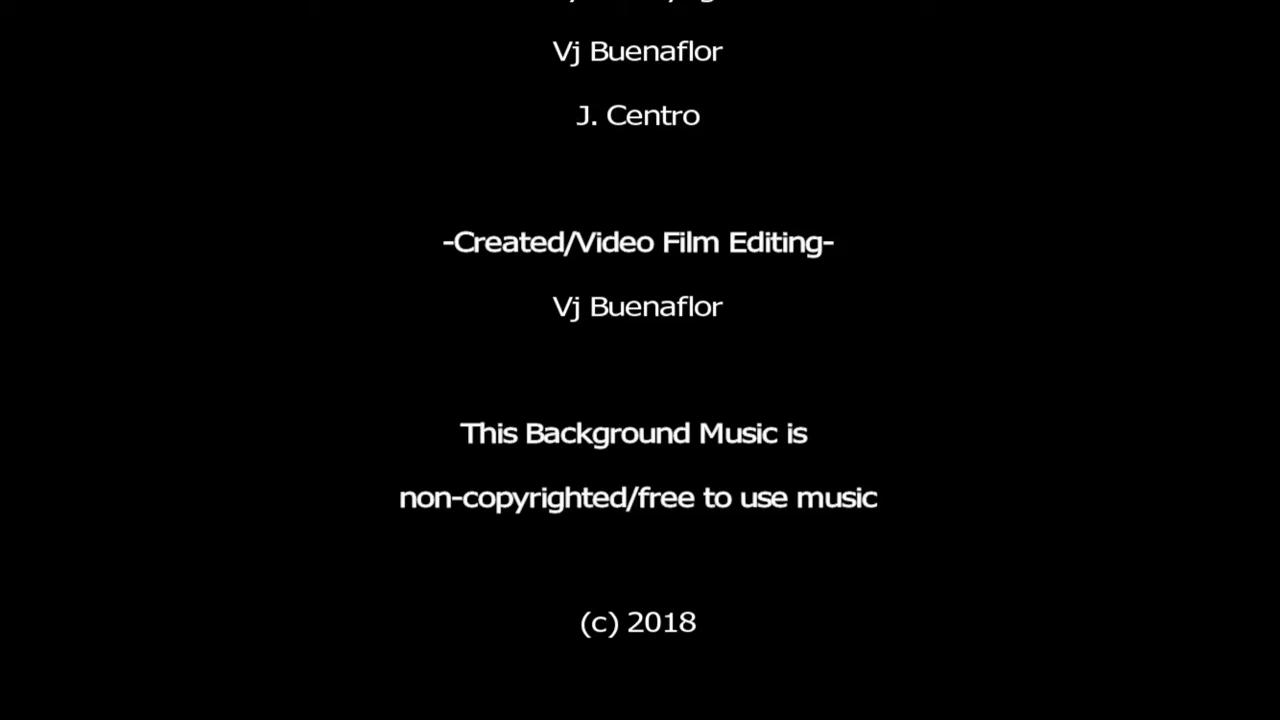 Vj Buenaflor
J. Centro
-Created/Video Film Editing-
Vj Buenaflor
This Background Music is
non-copyrighted/free to use music
(c) 2018